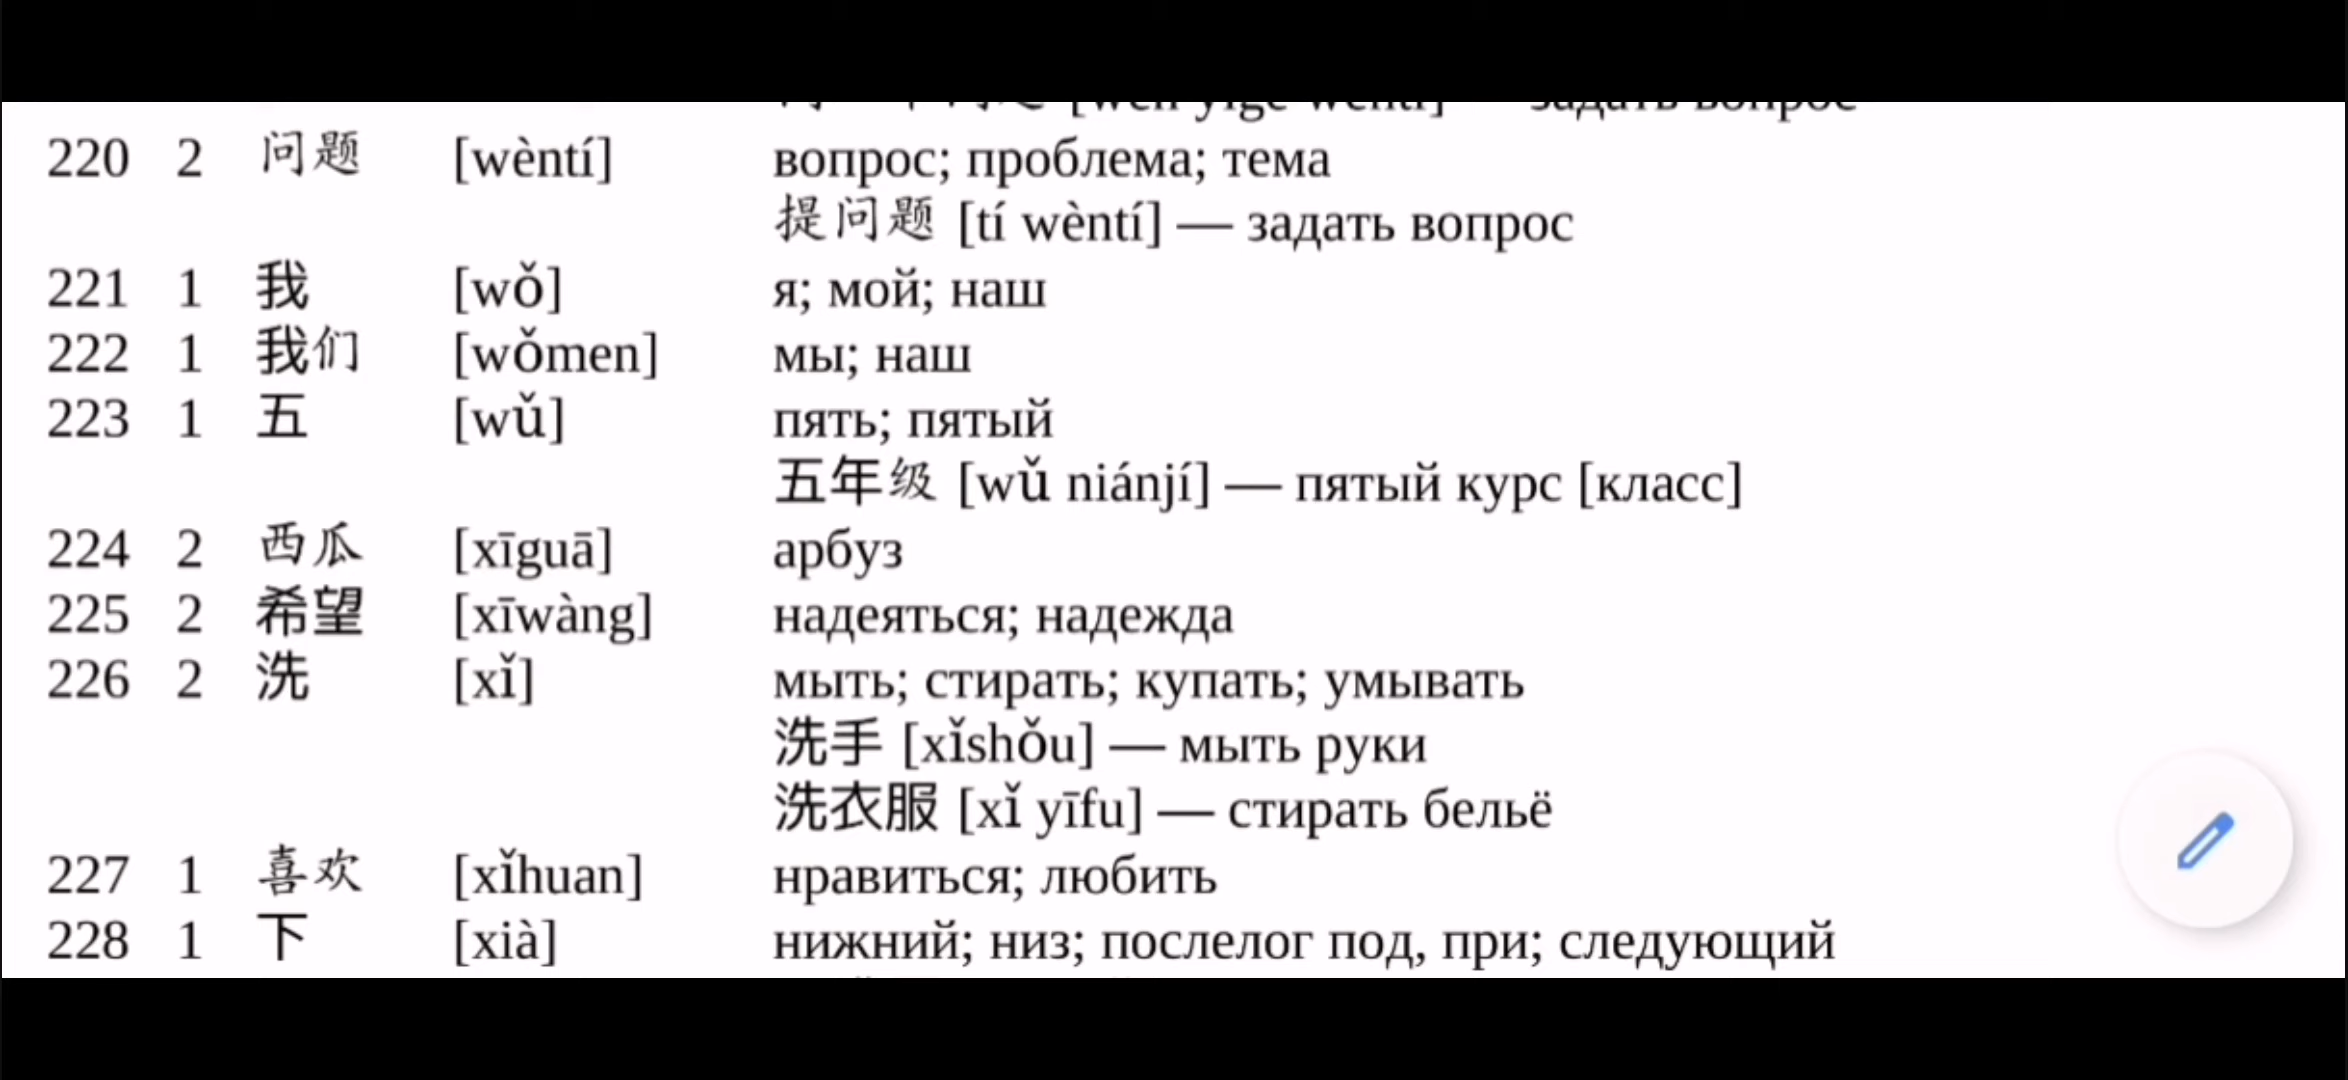 220 2 问题 [wèntí] вопрос; проблема; тема
提问题 [tí wèntí] — задать вопрос
221 1 我 [wǒ] я; мой; наш
222 1 我们 [wǒmen] мы; наш
223 1 五 [wǔ] пять; пятый
五年级 [wǔ niánjí] — пятый курс [класс]
224 2 西瓜 [xīguā] арбуз
225 2 希望 [xīwàng] надеяться; надежда
226 2 洗 [xǐ] мыть; стирать; купать; умывать
洗手 [xǐshǒu] — мыть руки
洗衣服 [xǐ yīfu] — стирать бельё
227 1 喜欢 [xǐhuan] нравиться; любить
228 1 下 [xià] нижний; низ; послелог под, при; следующий